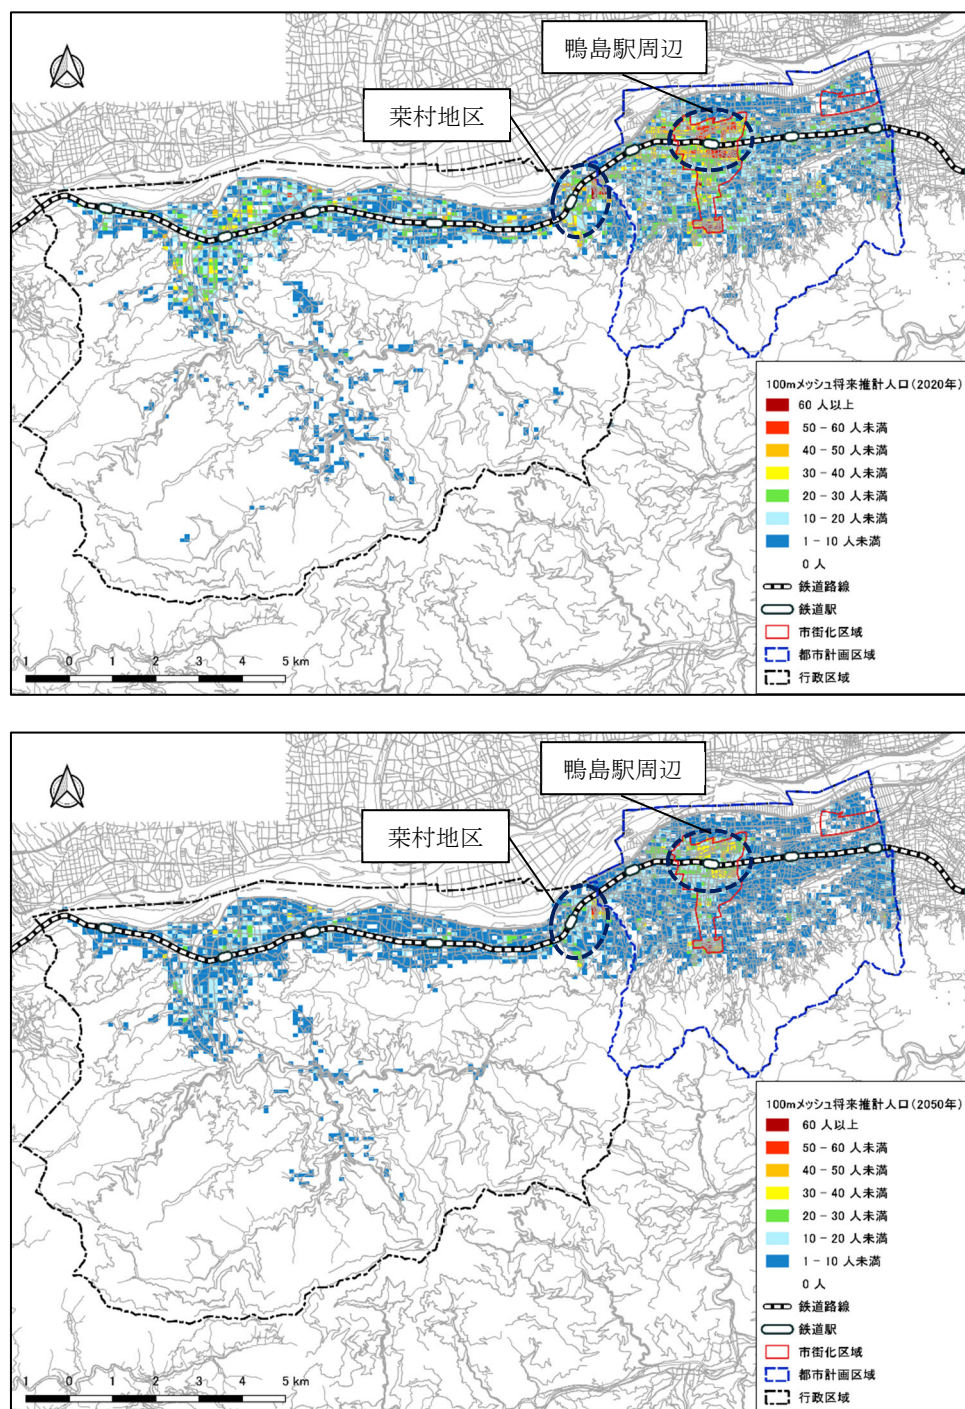 鴨島駅周辺
桒村地区
100mメッシュ将来推計人口(2020年)
60 人以上
50 - 60 人未満
40 - 50 人未満
30 - 40 人未満
20 - 30 人未満
10 - 20 人未満
1 - 10 人未満
0 人
鉄道路線
鉄道駅
市街化区域
都市計画区域
行政区域
1 0 1 2 3 4 5 km
鴨島駅周辺
桒村地区
100mメッシュ将来推計人口(2050年)
60 人以上
50 - 60 人未満
40 - 50 人未満
30 - 40 人未満
20 - 30 人未満
10 - 20 人未満
1 - 10 人未満
0 人
鉄道路線
鉄道駅
市街化区域
都市計画区域
行政区域
1 0 1 2 3 4 5 km